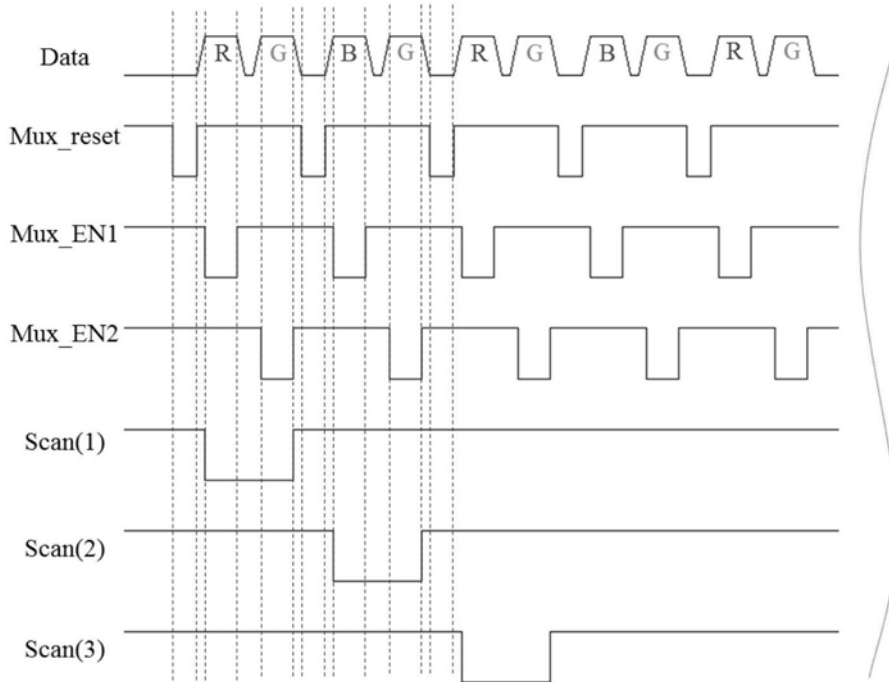 Data R G B G R G B G R G
Mux_reset
Mux_EN1
Mux_EN2
Scan(1)
Scan(2)
Scan(3)